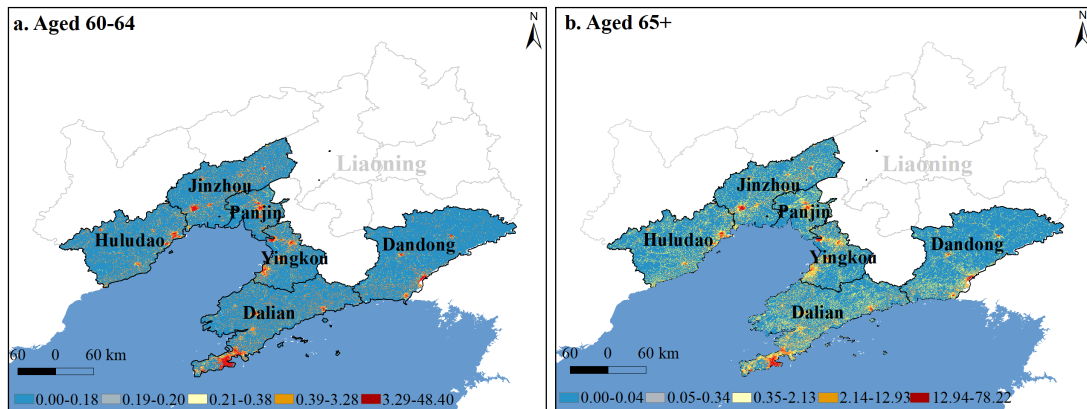 a. Aged 60-64
N
Liaoning
Jinzhou
Panjin
Huludao
Dandong
Yingkou
Dalian
60 0 60 km
0.00-0.18 0.19-0.20 0.21-0.38 0.39-3.28 3.29-48.40
b. Aged 65+
N
Liaoning
Jinzhou
Panjin
Huludao
Dandong
Yingkou
Dalian
60 0 60 km
0.00-0.04 0.05-0.34 0.35-2.13 2.14-12.93 12.94-78.22